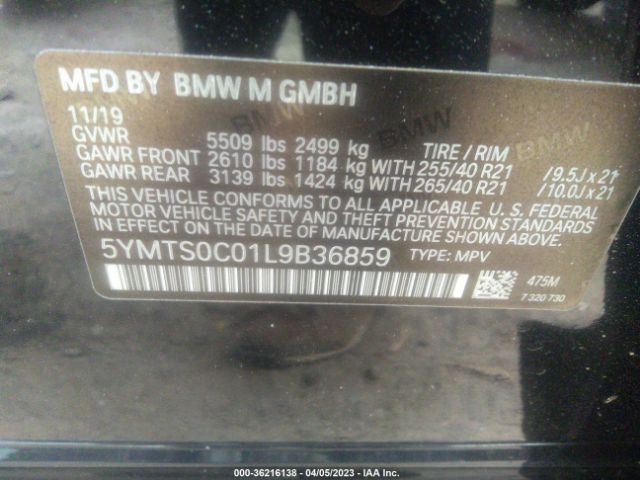 MFD BY BMW M GMBH
11/19
GVWR 5509 lbs 2499 kg TIRE / RIM
GAWR FRONT 2610 lbs 1184 kg WITH 255/40 R21 / 9.5J x 21
GAWR REAR 3139 lbs 1424 kg WITH 265/40 R21 / 10.0J x 21
THIS VEHICLE CONFORMS TO ALL APPLICABLE U.S. FEDERAL
MOTOR VEHICLE SAFETY AND THEFT PREVENTION STANDARDS
IN EFFECT ON THE DATE OF MANUFACTURE SHOWN ABOVE.
5YMTS0C01L9B36859 TYPE: MPV
475M
7 320 730
BMW
BMW
000-36216138 - 04/05/2023 - IAA Inc.